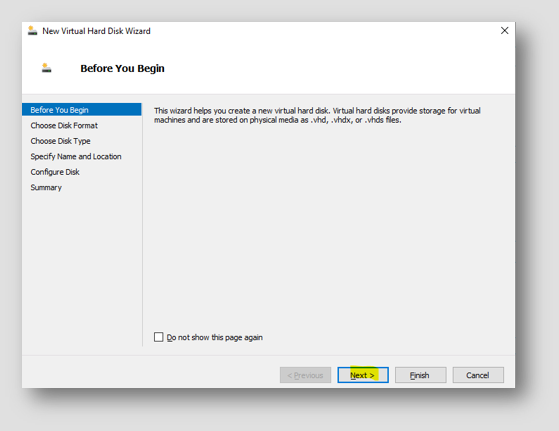 New Virtual Hard Disk Wizard
Before You Begin
Before You Begin
Choose Disk Format
Choose Disk Type
Specify Name and Location
Configure Disk
Summary
This wizard helps you create a new virtual hard disk. Virtual hard disks provide storage for virtual
machines and are stored on physical media as .vhd, .vhdx, or .vhds files.
Do not show this page again
< Previous
Next >
Finish
Cancel